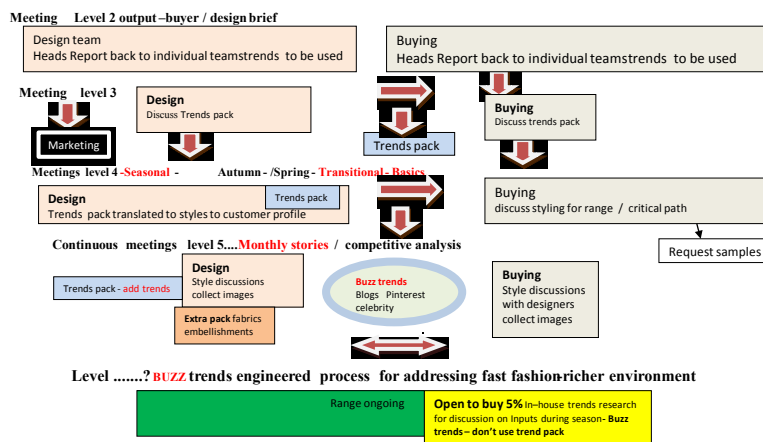 Meeting Level 2 output –buyer / design brief
Design team
Heads Report back to individual teamstrends to be used
Buying
Heads Report back to individual teamstrends to be used
Meeting level 3
Marketing
Design
Discuss Trends pack
Trends pack
Buying
Discuss trends pack
Meetings level 4 -Seasonal - Autumn - /Spring - Transitional - Basics
Design
Trends pack
Trends pack translated to styles to customer profile
Buying
discuss styling for range / critical path
Request samples
Continuous meetings level 5....Monthly stories / competitive analysis
Trends pack - add trends
Design
Style discussions
collect images
Extra pack fabrics
embellishments
Buzz trends
Blogs Pinterest
celebrity
Buying
Style discussions
with designers
collect images
Level .......? BUZZ trends engineered process for addressing fast fashion-richer environment
Range ongoing
Open to buy 5% In–house trends research
for discussion on Inputs during season- Buzz
trends – don't use trend pack